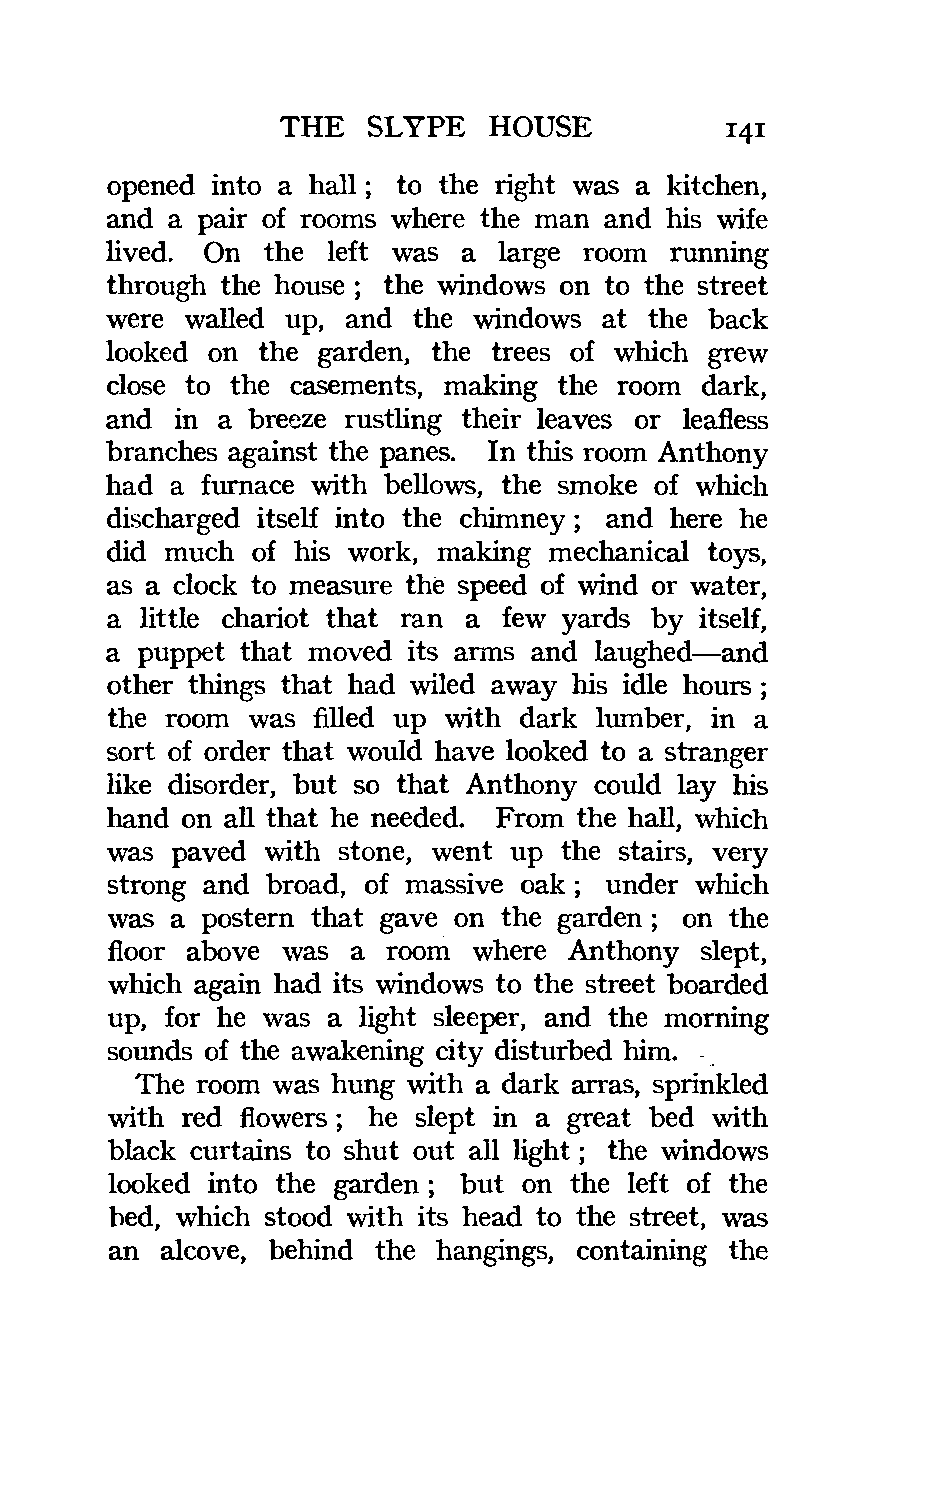 THE SLYPE HOUSE 141
opened into a hall ; to the right was a kitchen,
and a pair of rooms where the man and his wife
lived. On the left was a large room running
through the house ; the windows on to the street
were walled up, and the windows at the back
looked on the garden, the trees of which grew
close to the casements, making the room dark,
and in a breeze rustling their leaves or leafless
branches against the panes. In this room Anthony
had a furnace with bellows, the smoke of which
discharged itself into the chimney ; and here he
did much of his work, making mechanical toys,
as a clock to measure the speed of wind or water,
a little chariot that ran a few yards by itself,
a puppet that moved its arms and laughed—and
other things that had wiled away his idle hours ;
the room was filled up with dark lumber, in a
sort of order that would have looked to a stranger
like disorder, but so that Anthony could lay his
hand on all that he needed. From the hall, which
was paved with stone, went up the stairs, very
strong and broad, of massive oak ; under which
was a postern that gave on the garden ; on the
floor above was a room where Anthony slept,
which again had its windows to the street boarded
up, for he was a light sleeper, and the morning
sounds of the awakening city disturbed him.
The room was hung with a dark arras, sprinkled
with red flowers ; he slept in a great bed with
black curtains to shut out all light ; the windows
looked into the garden ; but on the left of the
bed, which stood with its head to the street, was
an alcove, behind the hangings, containing the